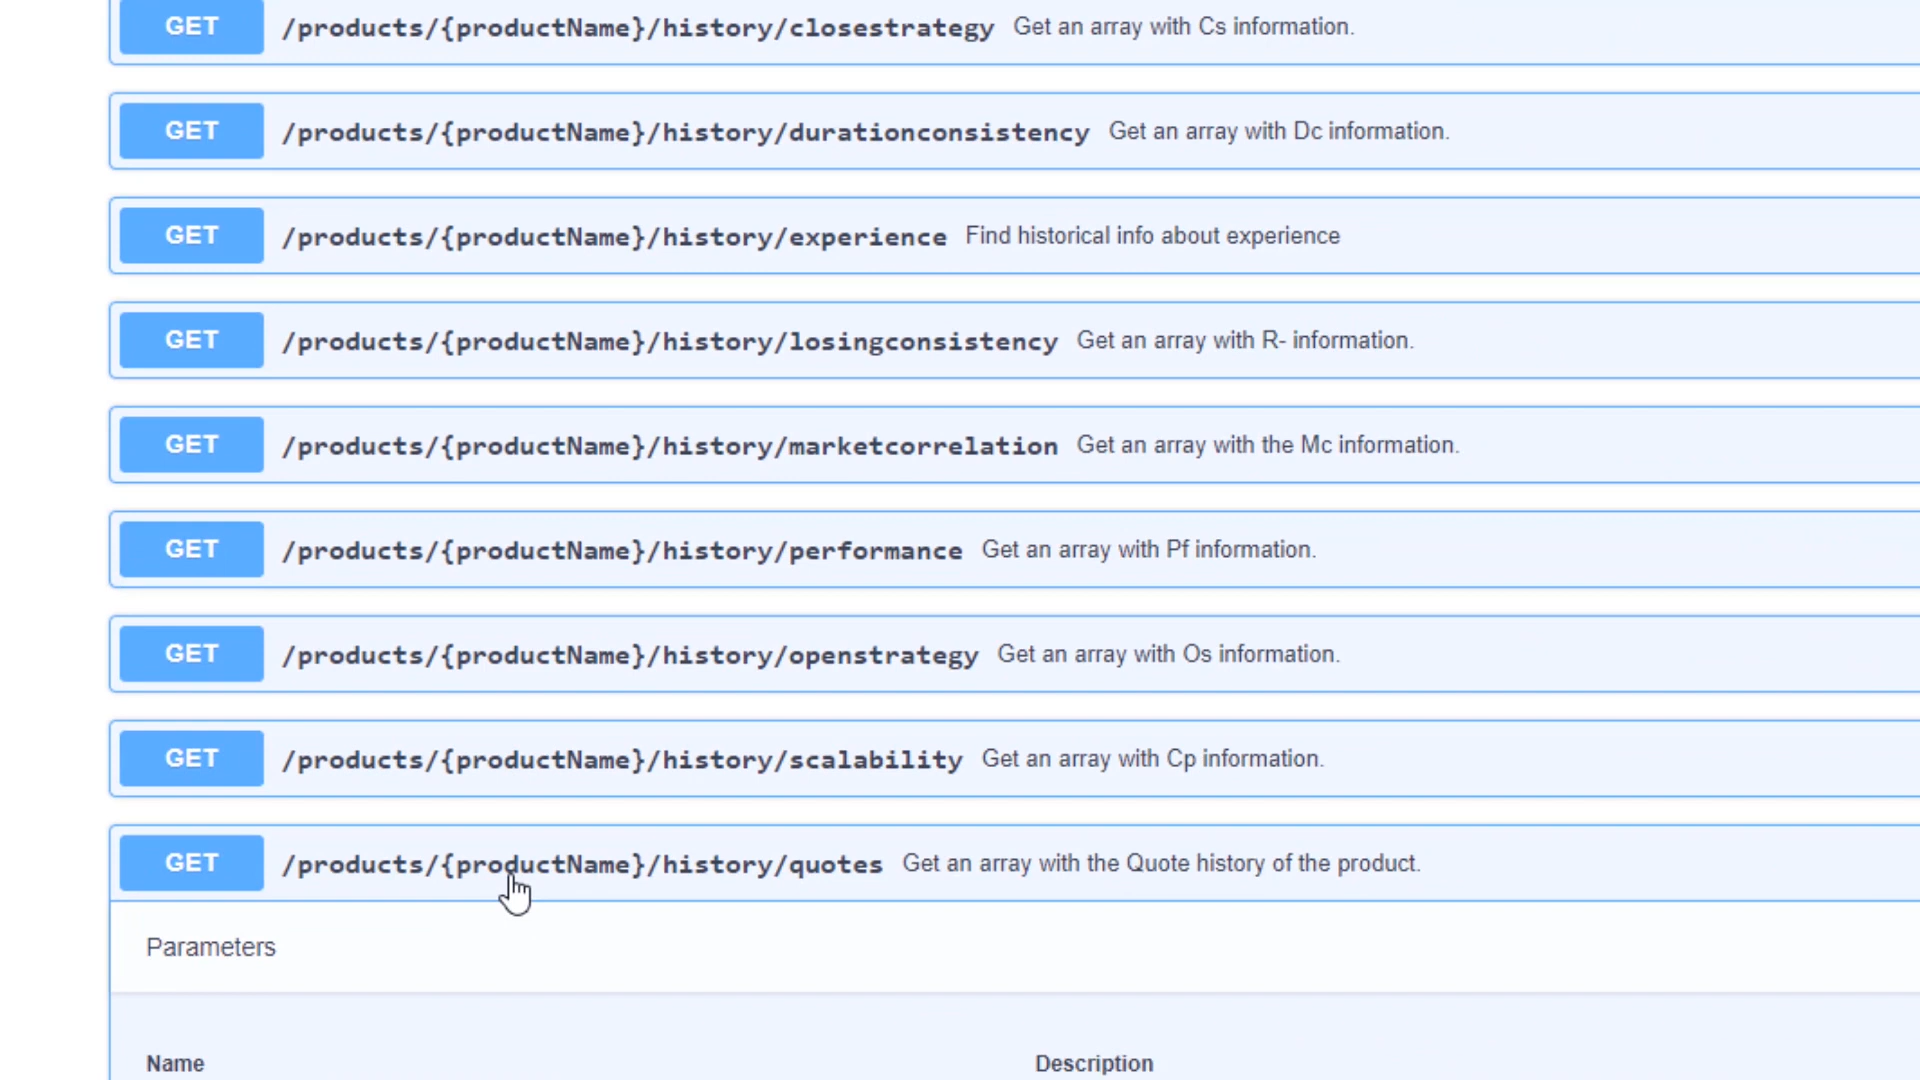 GET /products/{productName}/history/closestrategy Get an array with Cs information.
GET /products/{productName}/history/durationconsistency Get an array with Dc information.
GET /products/{productName}/history/experience Find historical info about experience
GET /products/{productName}/history/losingconsistency Get an array with R- information.
GET /products/{productName}/history/marketcorrelation Get an array with the Mc information.
GET /products/{productName}/history/performance Get an array with Pf information.
GET /products/{productName}/history/openstrategy Get an array with Os information.
GET /products/{productName}/history/scalability Get an array with Cp information.
GET /products/{productName}/history/quotes Get an array with the Quote history of the product.
Parameters
Name Description